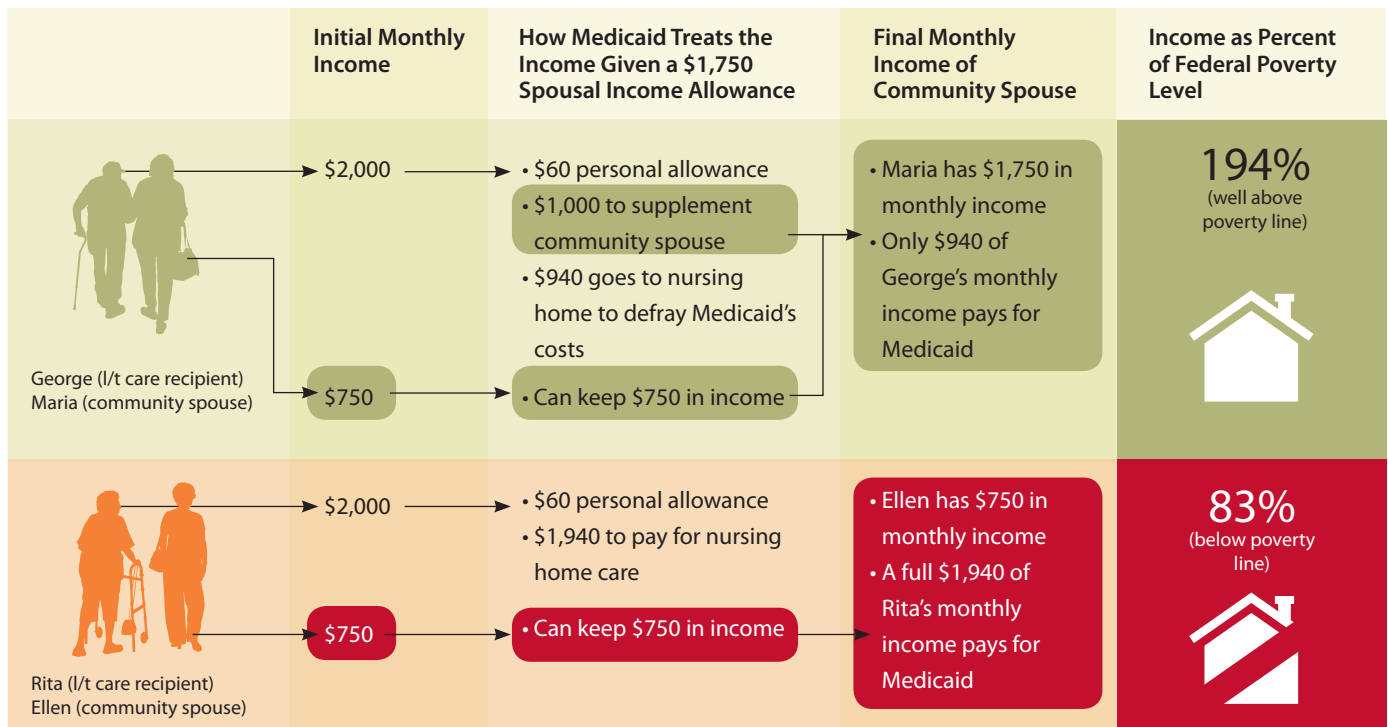 Initial Monthly
Income
How Medicaid Treats the
Income Given a $1,750
Spousal Income Allowance
Final Monthly
Income of
Community Spouse
Income as Percent
of Federal Poverty
Level
George (l/t care recipient)
Maria (community spouse)
$2,000
$750
• $60 personal allowance
• $1,000 to supplement
community spouse
• $940 goes to nursing
home to defray Medicaid's
costs
• Can keep $750 in income
• Maria has $1,750 in
monthly income
• Only $940 of
George's monthly
income pays for
Medicaid
194%
(well above
poverty line)
Rita (l/t care recipient)
Ellen (community spouse)
$2,000
$750
• $60 personal allowance
• $1,940 to pay for nursing
home care
• Can keep $750 in income
• Ellen has $750 in
monthly income
• A full $1,940 of
Rita's monthly
income pays for
Medicaid
83%
(below poverty
line)